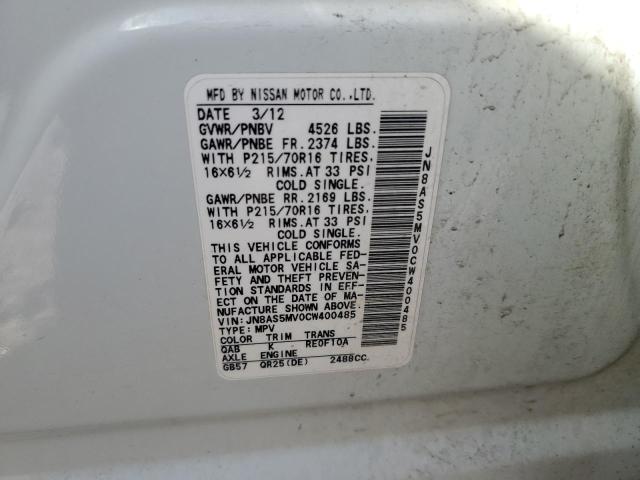 MFD BY NISSAN MOTOR CO.,LTD.
DATE 3/12
GVWR/PNBV 4526 LBS.
GAWR/PNBE FR. 2374 LBS.
WITH P215/70R16 TIRES.
16X6½ RIMS.AT 33 PSI
COLD SINGLE.
GAWR/PNBE RR. 2169 LBS.
WITH P215/70R16 TIRES.
16X6½ RIMS.AT 33 PSI
COLD SINGLE.
THIS VEHICLE CONFORMS
TO ALL APPLICABLE FED-
ERAL MOTOR VEHICLE SA-
FETY AND THEFT PREVEN-
TION STANDARDS IN EFF-
ECT ON THE DATE OF MA-
NUFACTURE SHOWN ABOVE.
VIN: JN8AS5MV0CW400485
TYPE: MPV
COLOR TRIM TRANS
QAB K RE0F10A
AXLE ENGINE
GB57 QR25(DE) 2488CC.
JN8AS5MV0CW400485